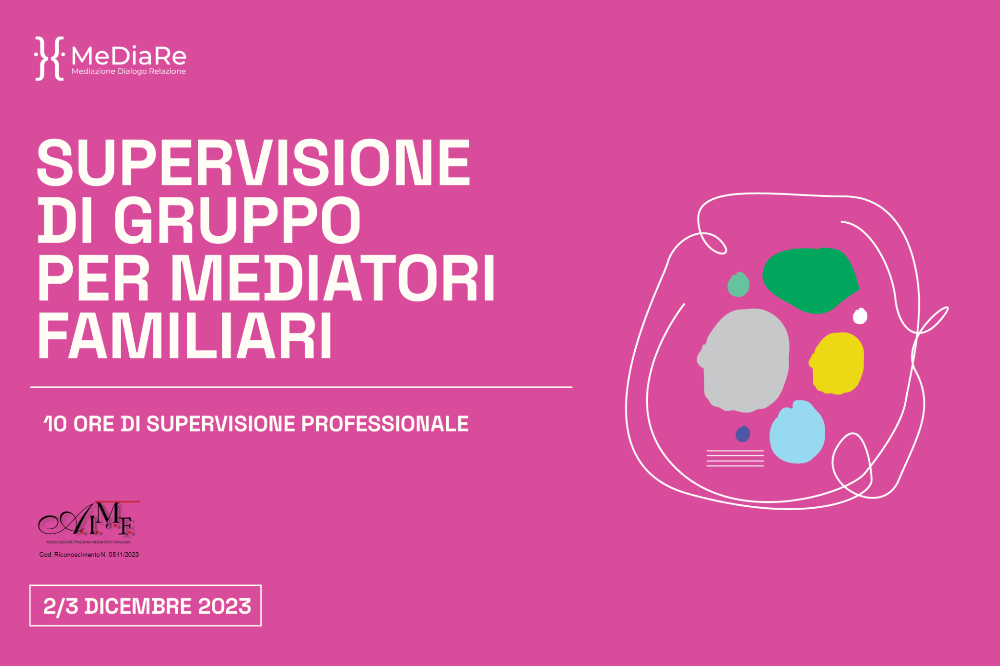 MeDiaRe
Mediazione Dialogo Relazione
SUPERVISIONE
DI GRUPPO
PER MEDIATORI
FAMILIARI
10 ORE DI SUPERVISIONE PROFESSIONALE
A.I.Me.F.
ASSOCIAZIONE ITALIANA MEDIATORI FAMILIARI
Cod. Riconoscimento N. 0511/2023
2/3 DICEMBRE 2023